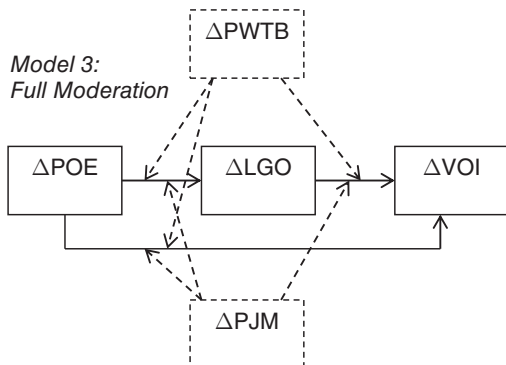 ΔPWTB
Model 3:
Full Moderation
ΔPOE
ΔLGO
ΔVOI
ΔPJM